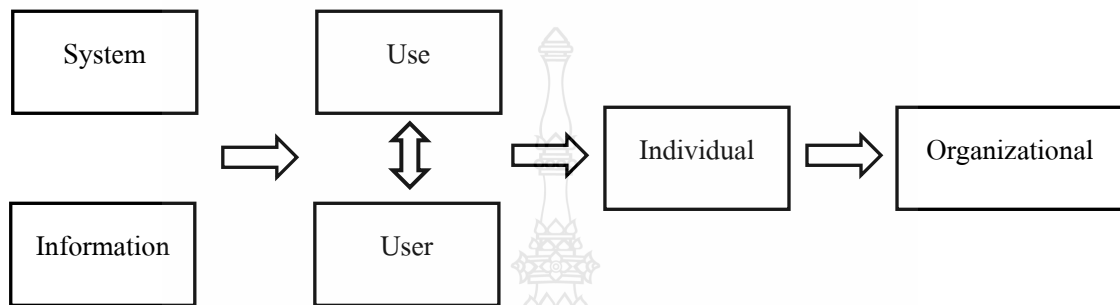 System
Use
Individual
Organizational
Information
User